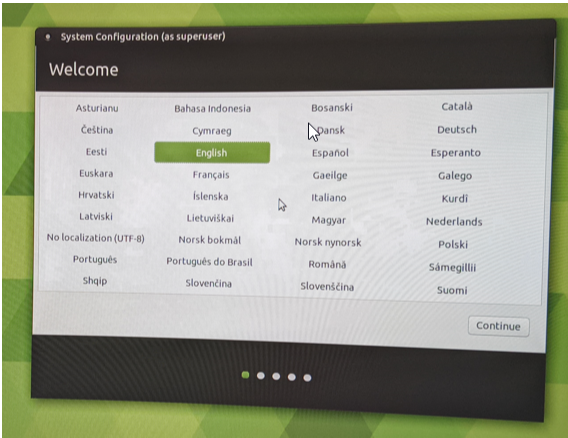 System Configuration (as superuser)
Welcome
Asturianu Bahasa Indonesia Bosanski Català
Čeština Cymraeg Dansk Deutsch
Eesti English Español Esperanto
Euskara Français Gaeilge Galego
Hrvatski Íslenska Italiano Kurdî
Latviski Lietuviškai Magyar Nederlands
No localization (UTF-8) Norsk bokmål Norsk nynorsk Polski
Português Português do Brasil Română Sámegillii
Shqip Slovenčina Slovenščina Suomi
Continue